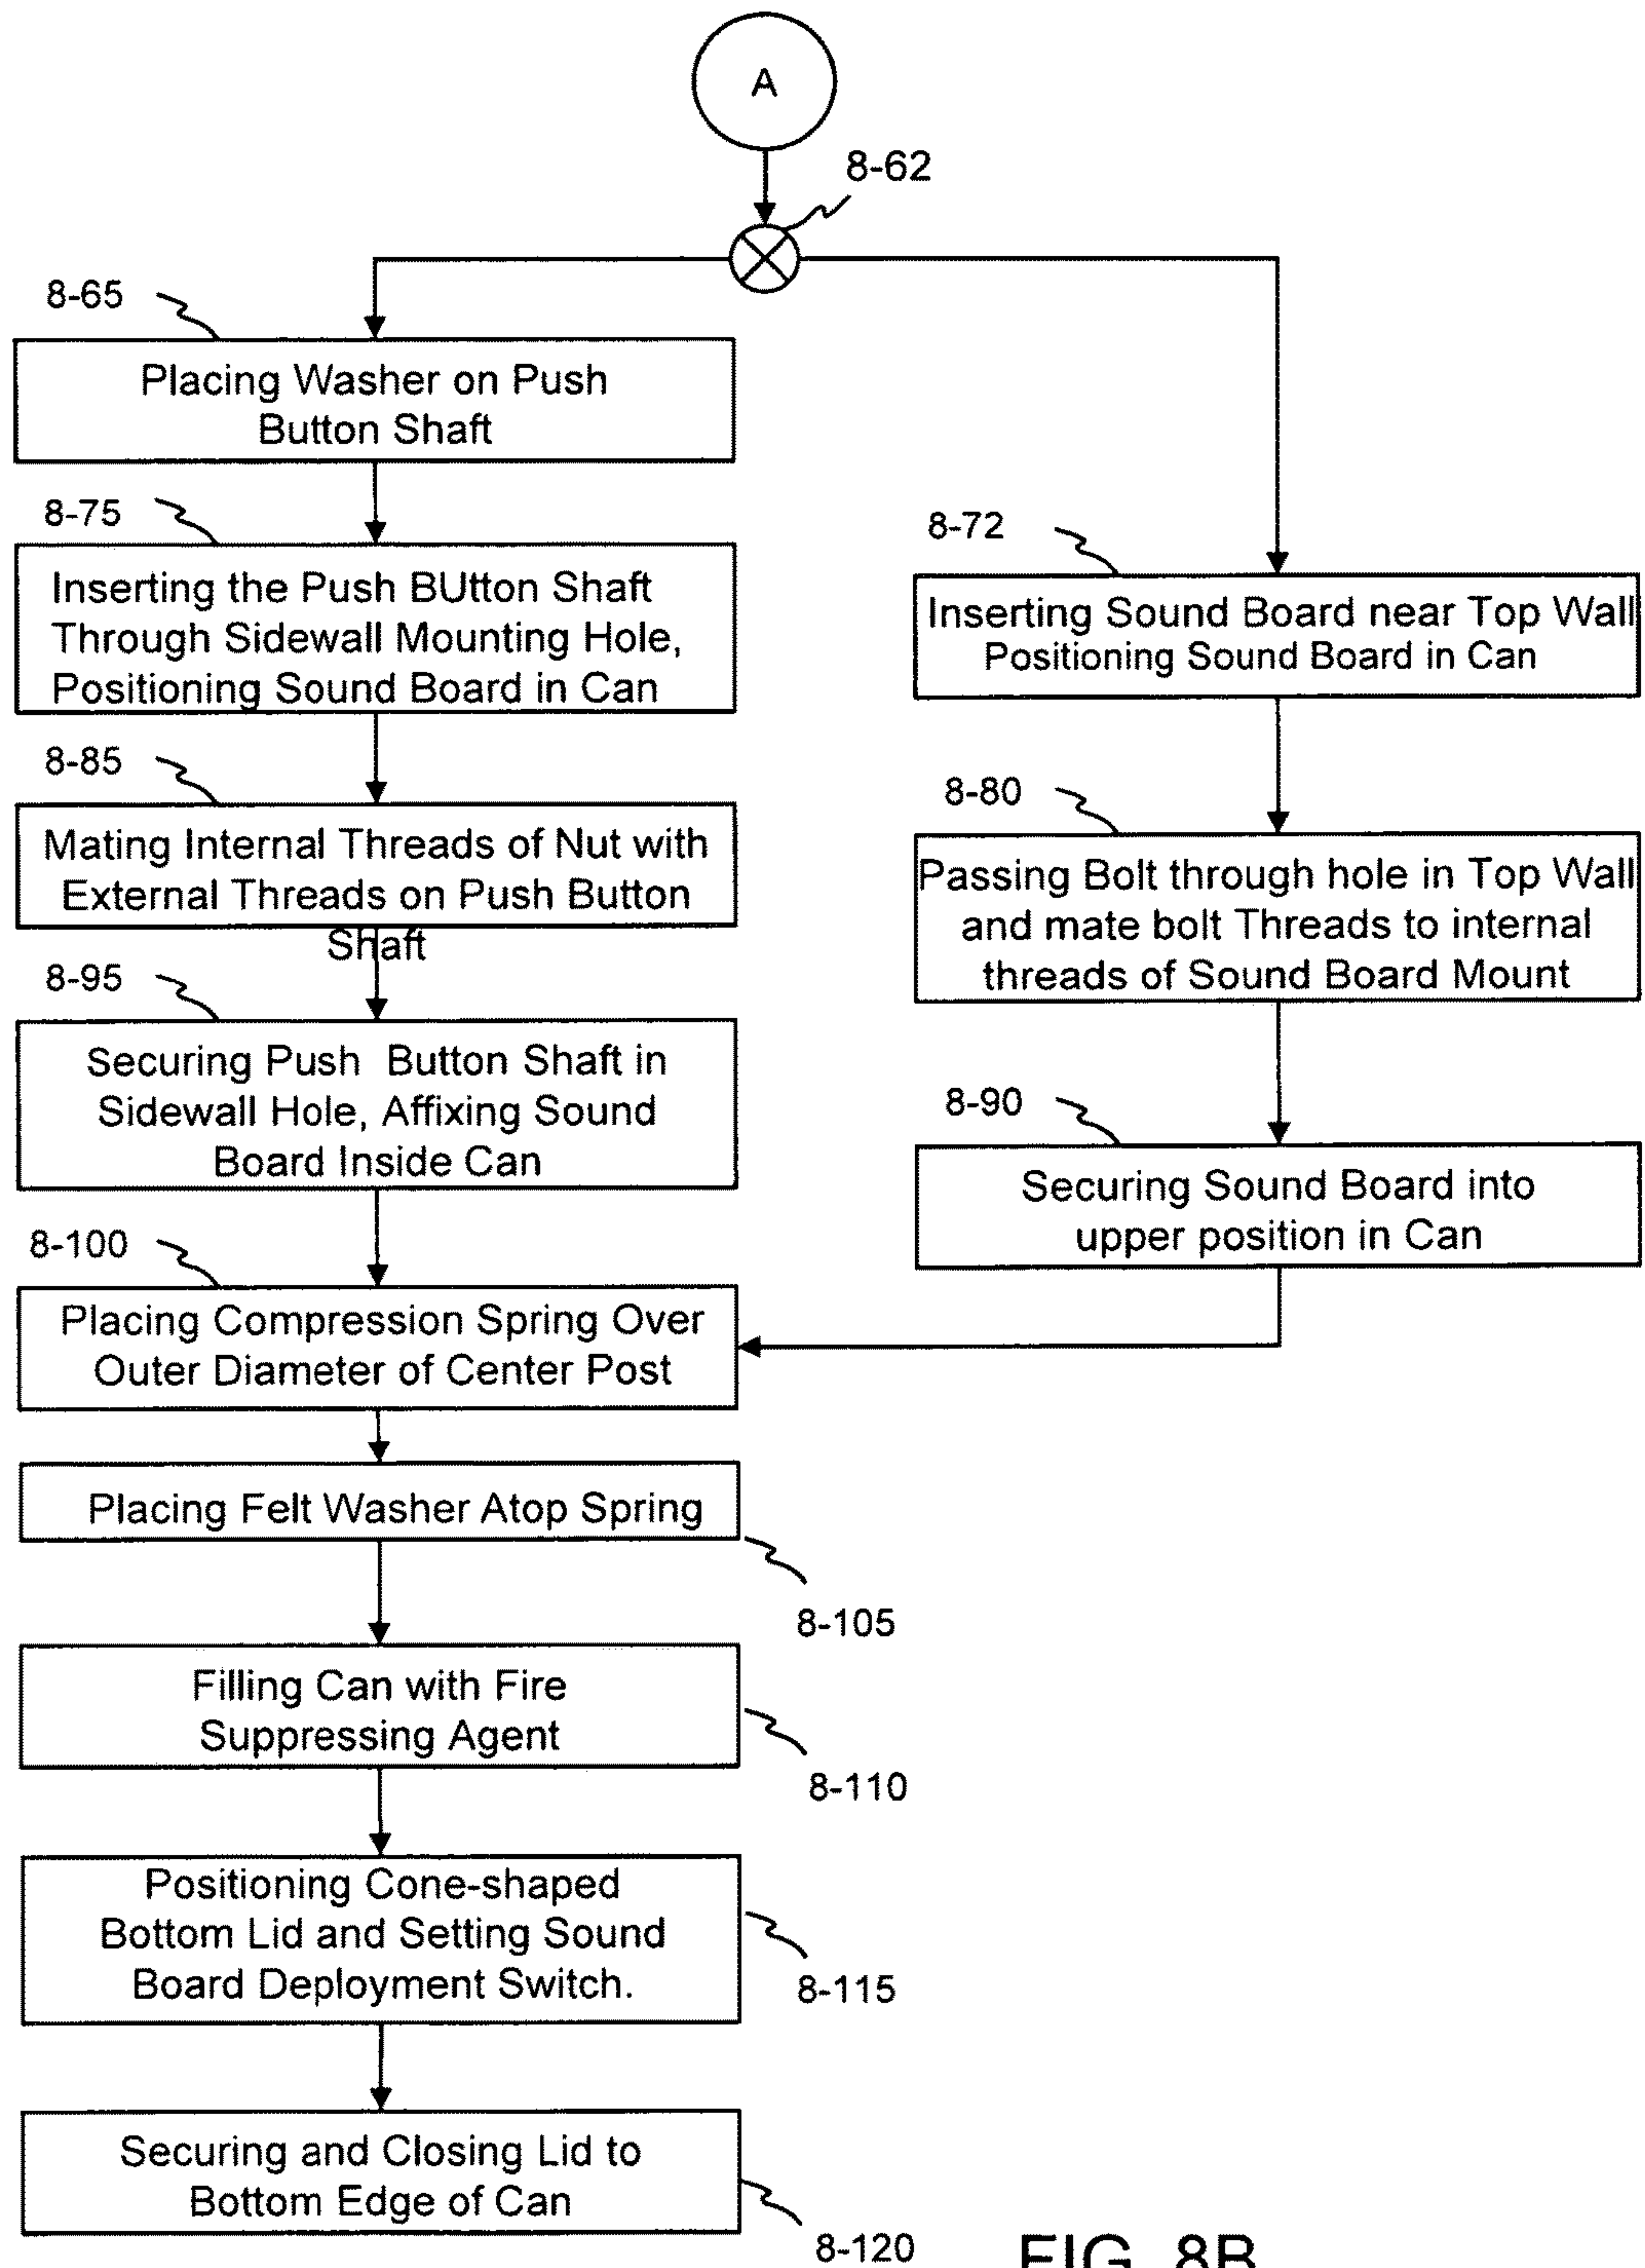 A
8-62
8-65
Placing Washer on Push
Button Shaft
8-75
Inserting the Push BUtton Shaft
Through Sidewall Mounting Hole,
Positioning Sound Board in Can
8-72
Inserting Sound Board near Top Wall
Positioning Sound Board in Can
8-85
Mating Internal Threads of Nut with
External Threads on Push Button
Shaft
8-80
Passing Bolt through hole in Top Wall
and mate bolt Threads to internal
threads of Sound Board Mount
8-95
Securing Push Button Shaft in
Sidewall Hole, Affixing Sound
Board Inside Can
8-90
Securing Sound Board into
upper position in Can
8-100
Placing Compression Spring Over
Outer Diameter of Center Post
Placing Felt Washer Atop Spring
8-105
Filling Can with Fire
Suppressing Agent
8-110
Positioning Cone-shaped
Bottom Lid and Setting Sound
Board Deployment Switch.
8-115
Securing and Closing Lid to
Bottom Edge of Can
8-120
FIG. 8B